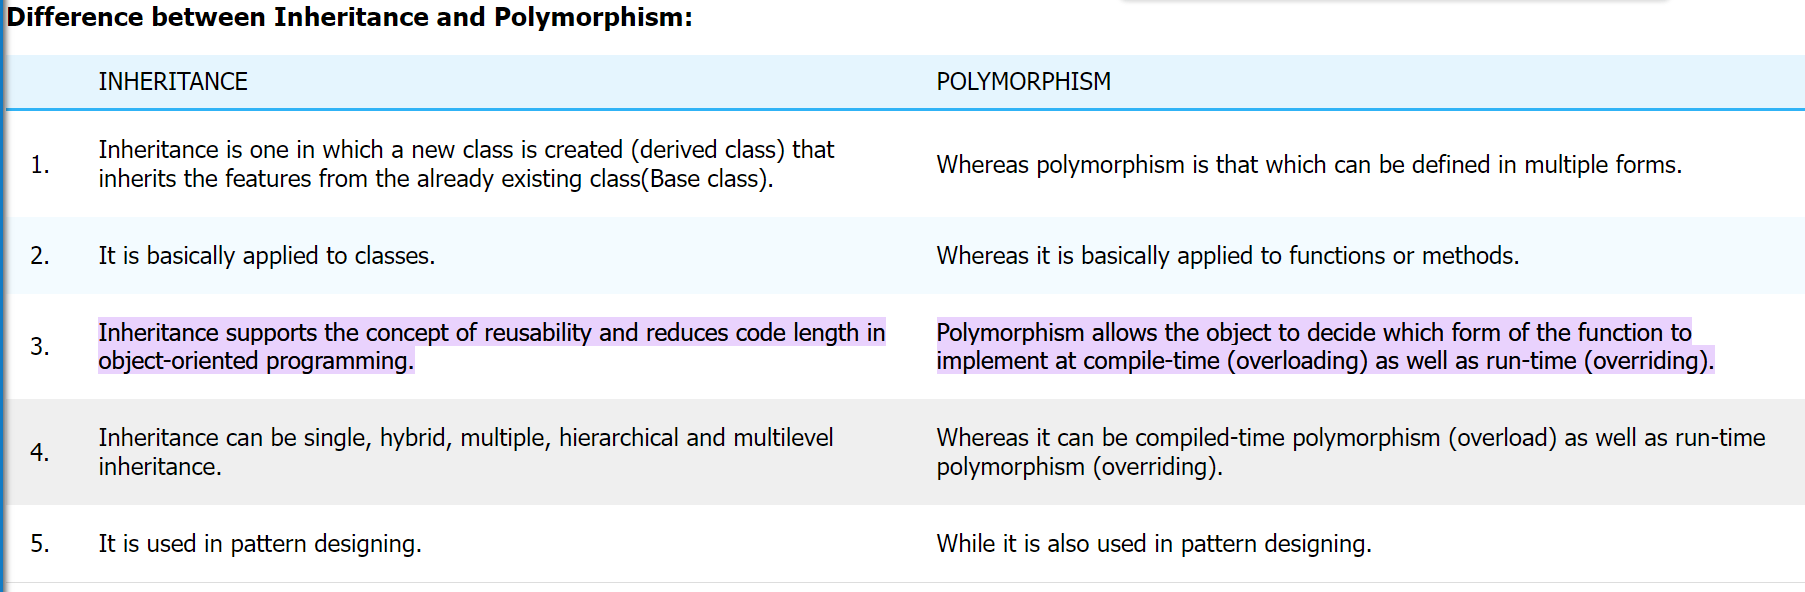 Difference between Inheritance and Polymorphism:
INHERITANCE
POLYMORPHISM
1.
Inheritance is one in which a new class is created (derived class) that
inherits the features from the already existing class(Base class).
Whereas polymorphism is that which can be defined in multiple forms.
2.
It is basically applied to classes.
Whereas it is basically applied to functions or methods.
3.
Inheritance supports the concept of reusability and reduces code length in
object-oriented programming.
Polymorphism allows the object to decide which form of the function to
implement at compile-time (overloading) as well as run-time (overriding).
4.
Inheritance can be single, hybrid, multiple, hierarchical and multilevel
inheritance.
Whereas it can be compiled-time polymorphism (overload) as well as run-time
polymorphism (overriding).
5.
It is used in pattern designing.
While it is also used in pattern designing.